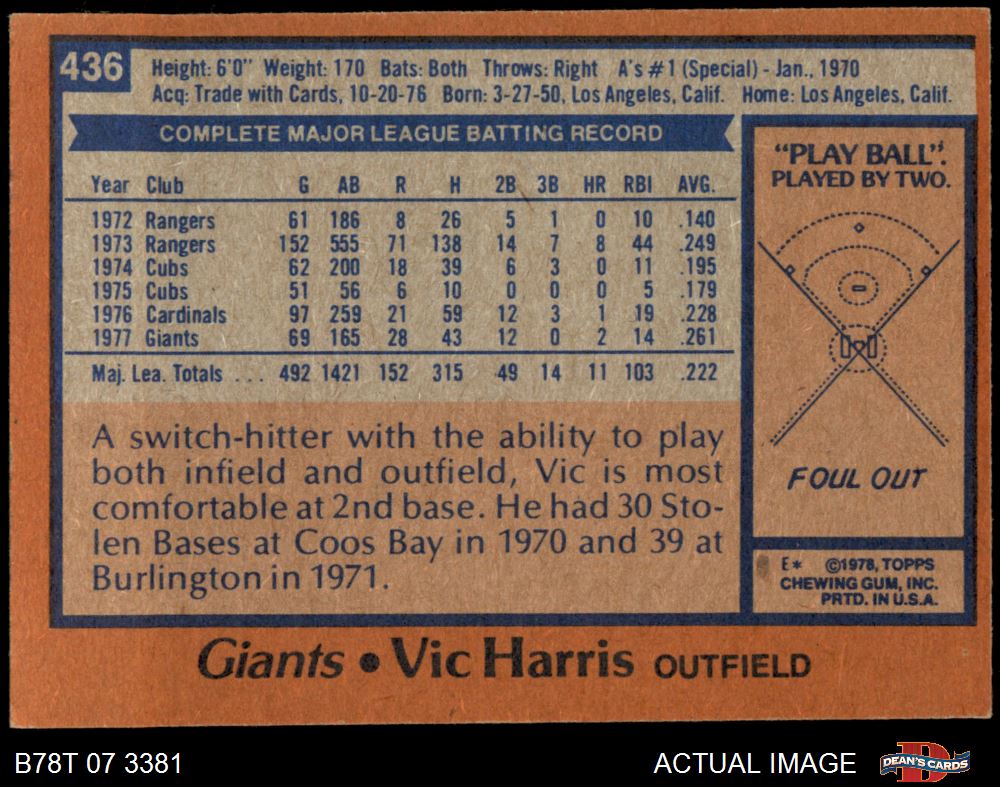 436
Height: 6'0" Weight: 170 Bats: Both Throws: Right A's #1 (Special) - Jan., 1970
Acq: Trade with Cards, 10-20-76 Born: 3-27-50, Los Angeles, Calif. Home: Los Angeles, Calif.
COMPLETE MAJOR LEAGUE BATTING RECORD
Year Club G AB R H 2B 3B HR RBI AVG.
1972 Rangers 61 186 8 26 5 1 0 10 .140
1973 Rangers 152 555 71 138 14 7 8 44 .249
1974 Cubs 62 200 18 39 6 3 0 11 .195
1975 Cubs 51 56 6 10 0 0 0 5 .179
1976 Cardinals 97 259 21 59 12 3 1 19 .228
1977 Giants 69 165 28 43 12 0 2 14 .261
Maj. Lea. Totals . . . 492 1421 152 315 49 14 11 103 .222
A switch-hitter with the ability to play
both infield and outfield, Vic is most
comfortable at 2nd base. He had 30 Sto-
len Bases at Coos Bay in 1970 and 39 at
Burlington in 1971.
"PLAY BALL".
PLAYED BY TWO.
FOUL OUT
E* ©1978, TOPPS
CHEWING GUM, INC.
PRTD. IN U.S.A.
Giants • Vic Harris OUTFIELD
B78T 07 3381
ACTUAL IMAGE
D
DEAN'S CARDS